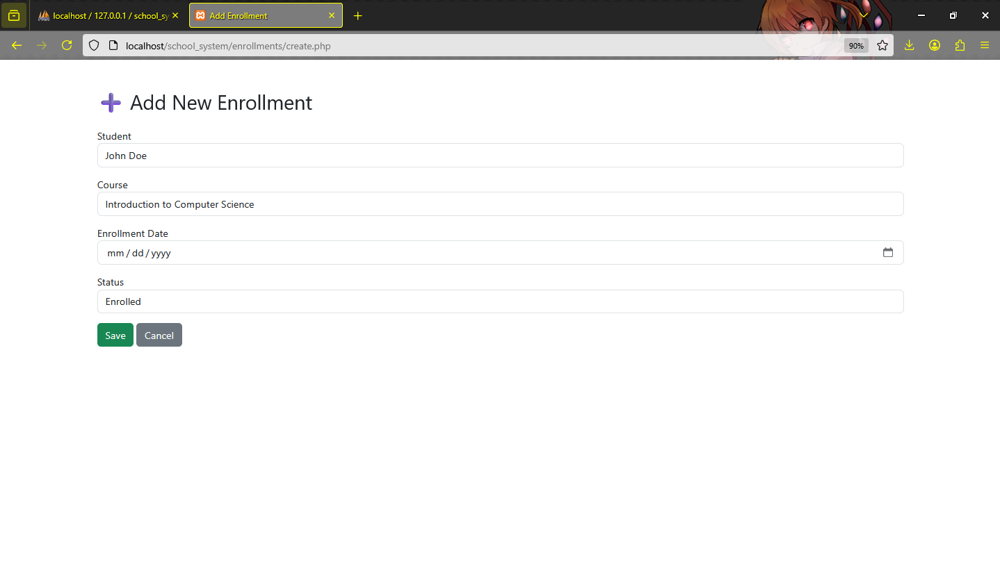 localhost / 127.0.0.1 / school_sy
Add Enrollment
localhost/school_system/enrollments/create.php
90%
Add New Enrollment
Student
John Doe
Course
Introduction to Computer Science
Enrollment Date
mm / dd / yyyy
Status
Enrolled
Save Cancel